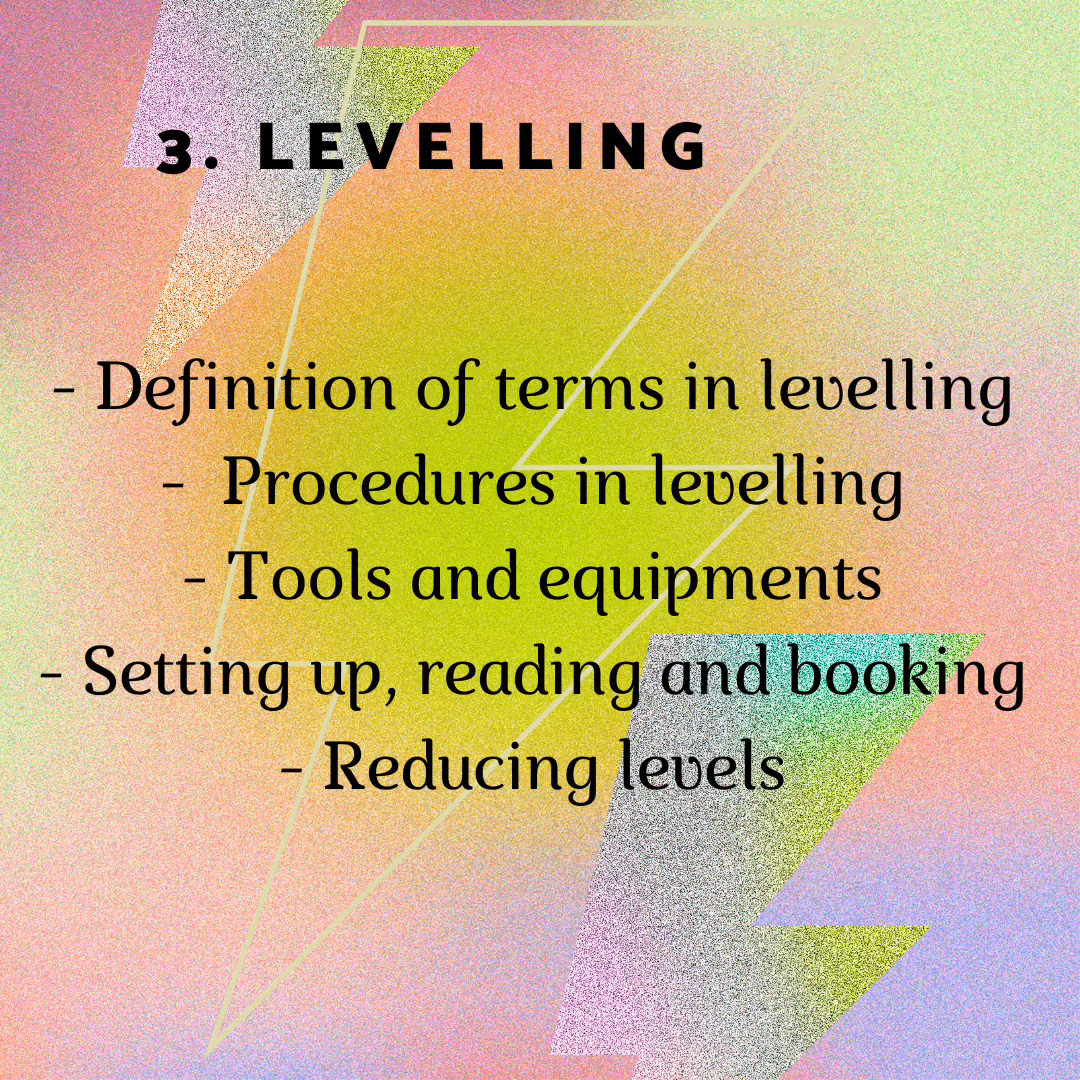 3. LEVELLING
- Definition of terms in levelling
- Procedures in levelling
- Tools and equipments
- Setting up, reading and booking
- Reducing levels